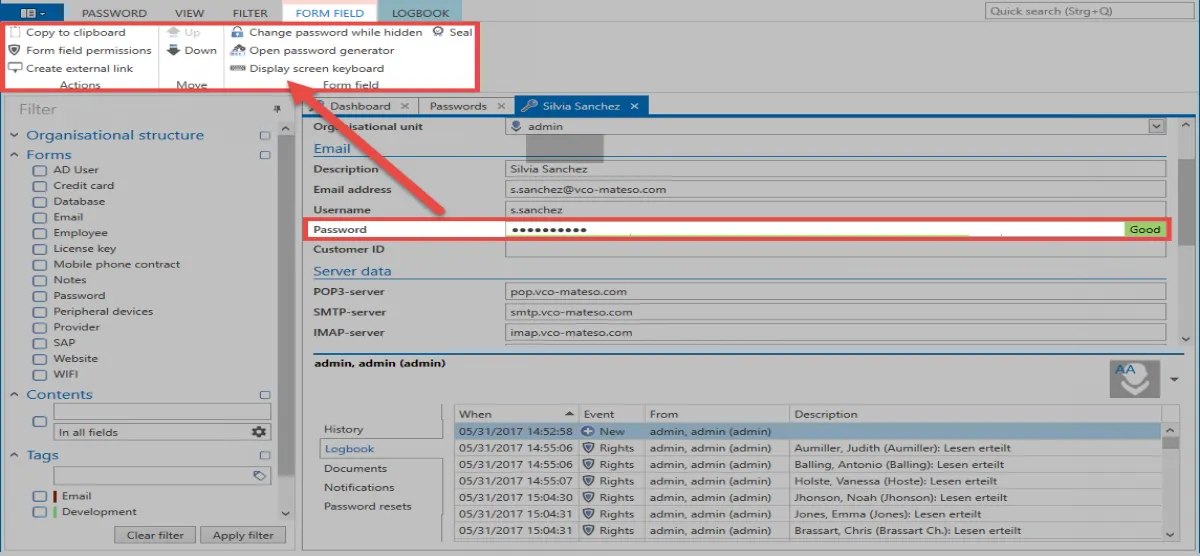 PASSWORD VIEW FILTER FORM FIELD LOGBOOK
Quick search (Strg+Q)
Copy to clipboard
Form field permissions
Create external link
Actions
Up
Down
Move
Change password while hidden
Seal
Open password generator
Display screen keyboard
Form field
Filter
Organisational structure
Forms
AD User
Credit card
Database
Email
Employee
License key
Mobile phone contract
Notes
Password
Peripheral devices
Provider
SAP
Website
WIFI
Contents
In all fields
Tags
Email
Development
Clear filter Apply filter
Dashboard Passwords Silvia Sanchez
Organisational unit admin
Email
Description Silvia Sanchez
Email address s.sanchez@vco-mateso.com
Username s.sanchez
Password ●●●●●●●●●● Good
Customer ID
Server data
POP3-server pop.vco-mateso.com
SMTP-server smtp.vco-mateso.com
IMAP-server imap.vco-mateso.com
admin, admin (admin)
AA
History
Logbook
Documents
Notifications
Password resets
When Event From Description
05/31/2017 14:52:58 New admin, admin (admin)
05/31/2017 14:55:06 Rights admin, admin (admin) Aumiller, Judith (Aumiller): Lesen erteilt
05/31/2017 14:55:06 Rights admin, admin (admin) Balling, Antonio (Balling): Lesen erteilt
05/31/2017 14:55:07 Rights admin, admin (admin) Holste, Vanessa (Hoste): Lesen erteilt
05/31/2017 15:04:30 Rights admin, admin (admin) Jhonson, Noah (Jhonson): Lesen erteilt
05/31/2017 15:04:31 Rights admin, admin (admin) Jones, Emma (Jones): Lesen erteilt
05/31/2017 15:04:31 Rights admin, admin (admin) Brassart, Chris (Brassart Ch.): Lesen erteilt